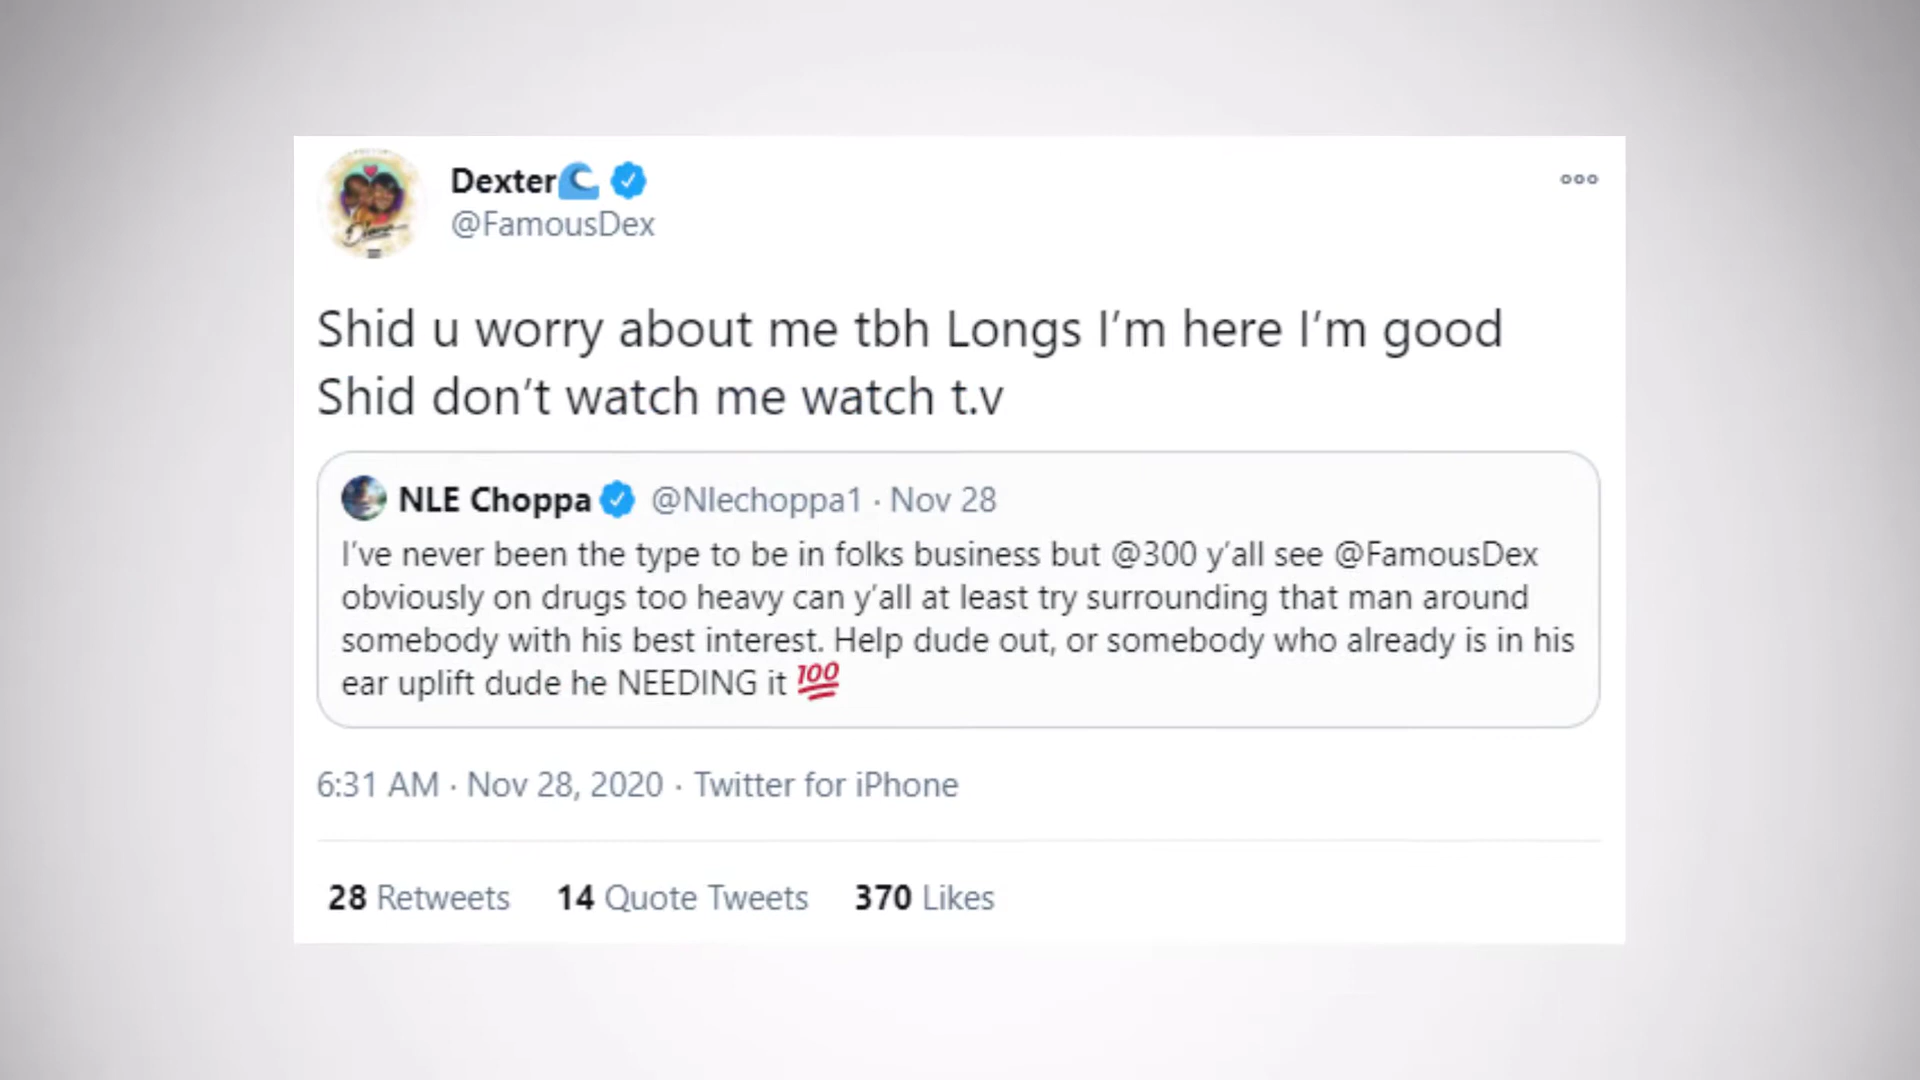 Dexter🌊
@FamousDex
Shid u worry about me tbh Longs I’m here I’m good
Shid don’t watch me watch t.v
NLE Choppa @Nlechoppa1 · Nov 28
I’ve never been the type to be in folks business but @300 y’all see @FamousDex
obviously on drugs too heavy can y’all at least try surrounding that man around
somebody with his best interest. Help dude out, or somebody who already is in his
ear uplift dude he NEEDING it 💯
6:31 AM · Nov 28, 2020 · Twitter for iPhone
28 Retweets 14 Quote Tweets 370 Likes